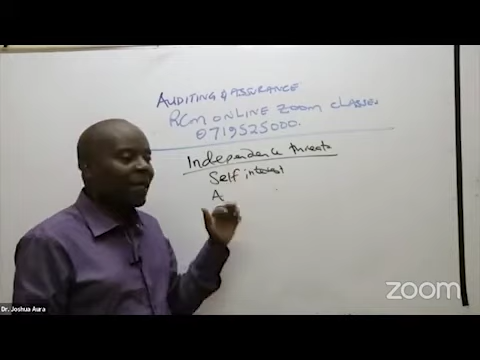 AUDITING & ASSURANCE
RCM ONLINE ZOOM classes
0719525000.
Independence threats
Self interest
A
zoom
Dr. Joshua Aura